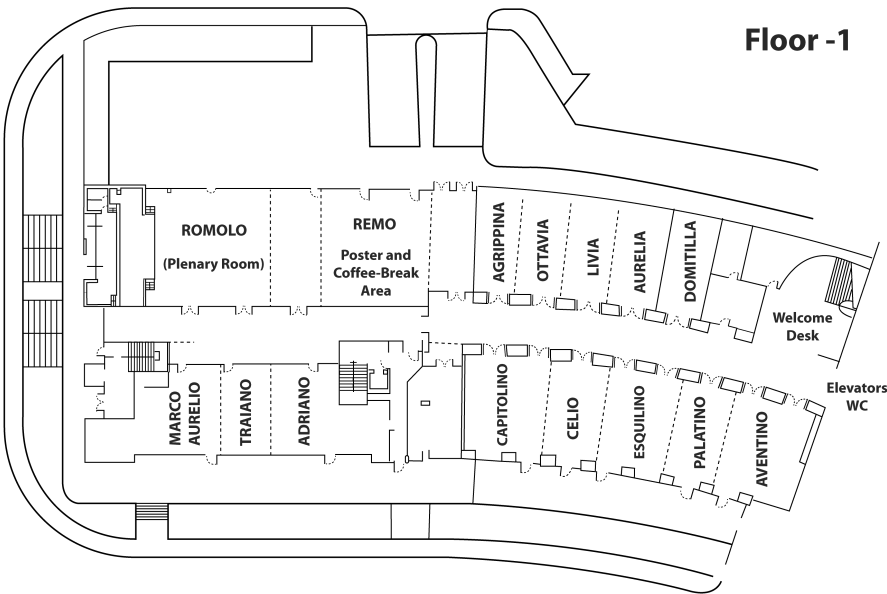 Floor -1
ROMOLO
(Plenary Room)
REMO
Poster and
Coffee-Break
Area
AGRIPPINA
OTTAVIA
LIVIA
AURELIA
DOMITILLA
Welcome
Desk
Elevators
WC
MARCO
AURELIO
TRAIANO
ADRIANO
CAPITOLINO
CELIO
ESQUILINO
PALATINO
AVENTINO